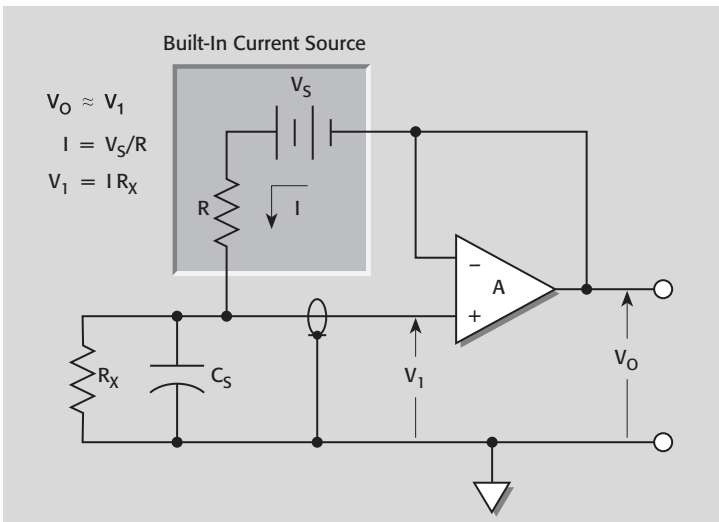 Built-In Current Source
V_O ≈ V_1
I = V_S/R
V_1 = I R_X
V_S
R
I
−
A
+
R_X
C_S
V_1
V_O